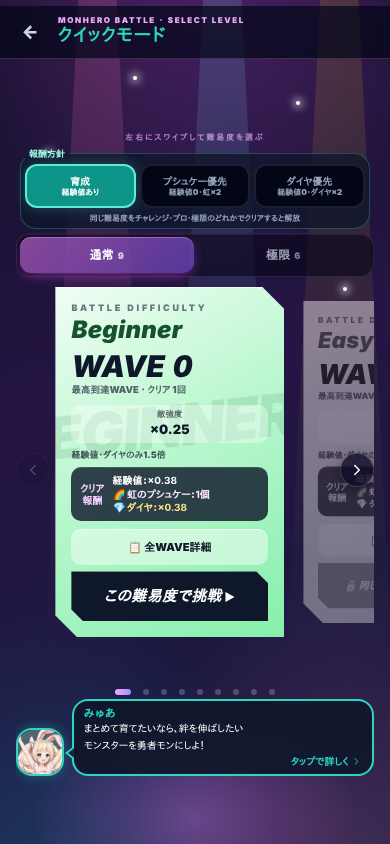 MONHERO BATTLE · SELECT LEVEL
クイックモード
左右にスワイプして難易度を選ぶ
報酬方針
育成
経験値あり
プシュケー優先
経験値0・虹×2
ダイヤ優先
経験値0・ダイヤ×2
同じ難易度をチャレンジ・プロ・極限のどれかでクリアすると解放
通常 9
極限 6
BATTLE DIFFICULTY
Beginner
WAVE 0
最高到達WAVE・クリア 1回
敵強度
×0.25
経験値・ダイヤのみ1.5倍
クリア
報酬
経験値:×0.38
🌈 虹のプシュケー:1個
💎 ダイヤ:×0.38
📋 全WAVE詳細
この難易度で挑戦 ▶
BATTLE D
Easy
WAV
最高到達WAVE
クリア
報酬
みゅあ
まとめて育てたいなら、絆を伸ばしたい
モンスターを勇者モンにしよ!
タップで詳しく >